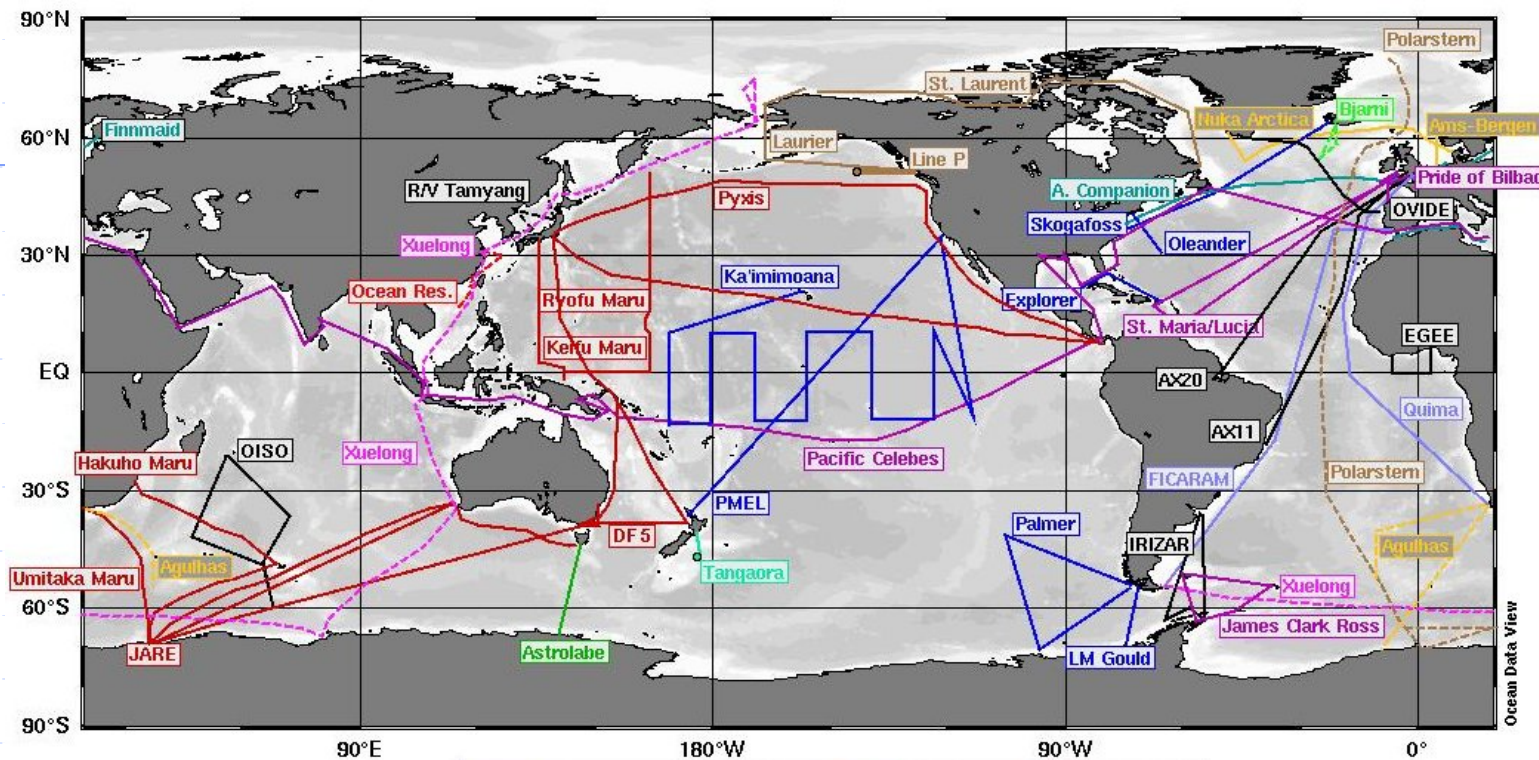 90°N
Polarstern
St. Laurent
Bjarni
Nuka Arctica
Finnmaid
Ams-Bergen
60°N
Laurier
Line P
Pride of Bilbao
R/V Tamyang
A. Companion
Pyxis
OVIDE
Skogafoss
Xuelong
Oleander
30°N
Ka'imimoana
Ocean Res.
Ryofu Maru
Explorer
St. Maria/Lucia
Keifu Maru
EGEE
EQ
AX20
Quima
AX11
OISO
Xuelong
Pacific Celebes
Hakuho Maru
FICARAM
Polarstern
30°S
PMEL
Palmer
DF5
IRIZAR
Agulhas
Agulhas
Tangaora
Umitaka Maru
Xuelong
60°S
James Clark Ross
JARE
Astrolabe
LM Gould
Ocean Data View
90°S
90°E
180°W
90°W
0°